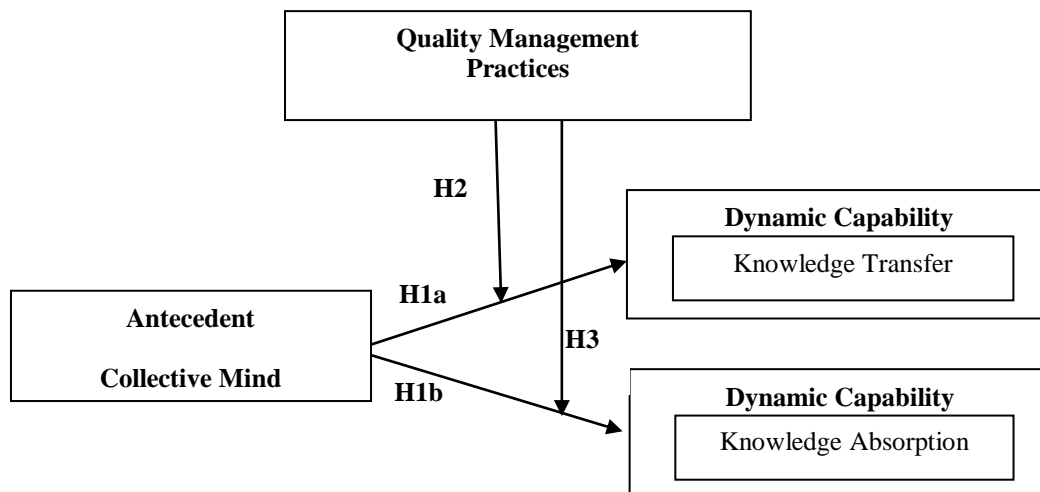 Quality Management
Practices
H2
Dynamic Capability
Knowledge Transfer
H1a
Antecedent
Collective Mind
H3
H1b
Dynamic Capability
Knowledge Absorption